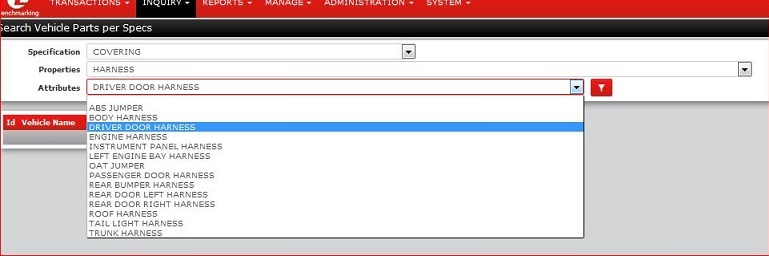 enchmarking
TRANSACTIONS INQUIRY REPORTS MANAGE ADMINISTRATION SYSTEM
Search Vehicle Parts per Specs
Specification COVERING
Properties HARNESS
Attributes DRIVER DOOR HARNESS
Id Vehicle Name
ABS JUMPER
BODY HARNESS
DRIVER DOOR HARNESS
ENGINE HARNESS
INSTRUMENT PANEL HARNESS
LEFT ENGINE BAY HARNESS
OAT JUMPER
PASSENGER DOOR HARNESS
REAR BUMPER HARNESS
REAR DOOR LEFT HARNESS
REAR DOOR RIGHT HARNESS
ROOF HARNESS
TAIL LIGHT HARNESS
TRUNK HARNESS